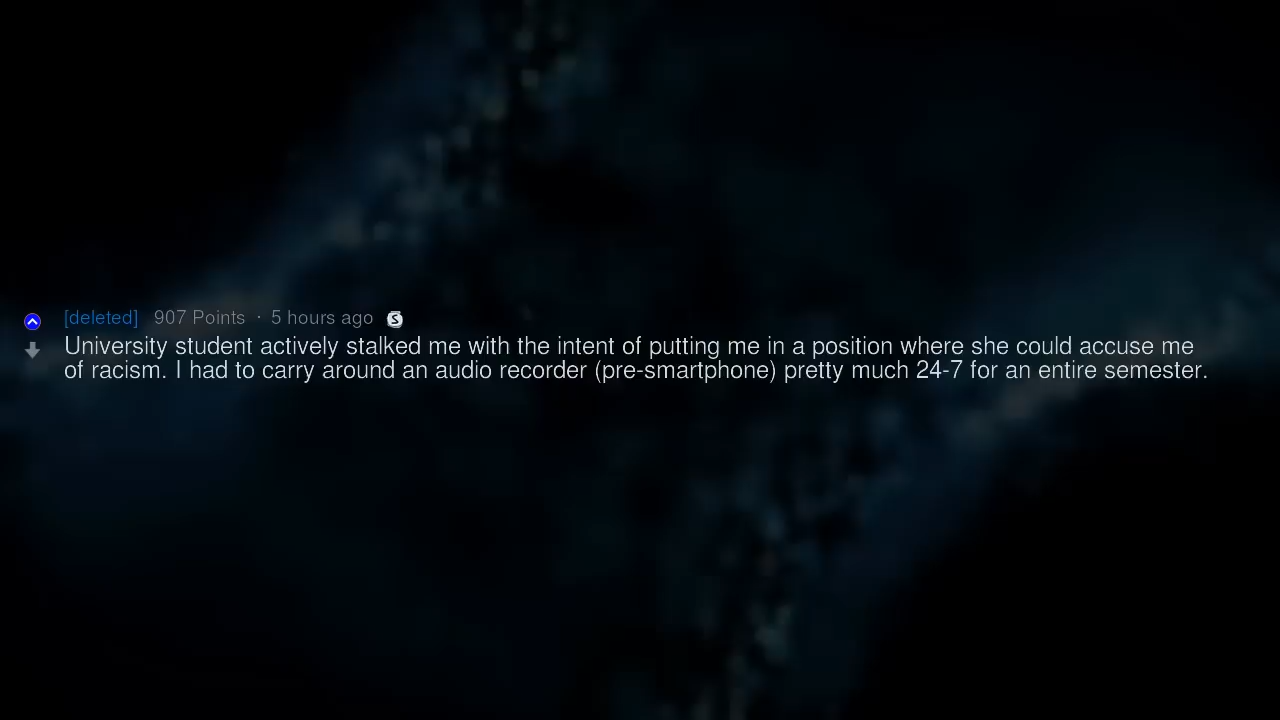 [deleted] 907 Points · 5 hours ago
University student actively stalked me with the intent of putting me in a position where she could accuse me
of racism. I had to carry around an audio recorder (pre-smartphone) pretty much 24-7 for an entire semester.